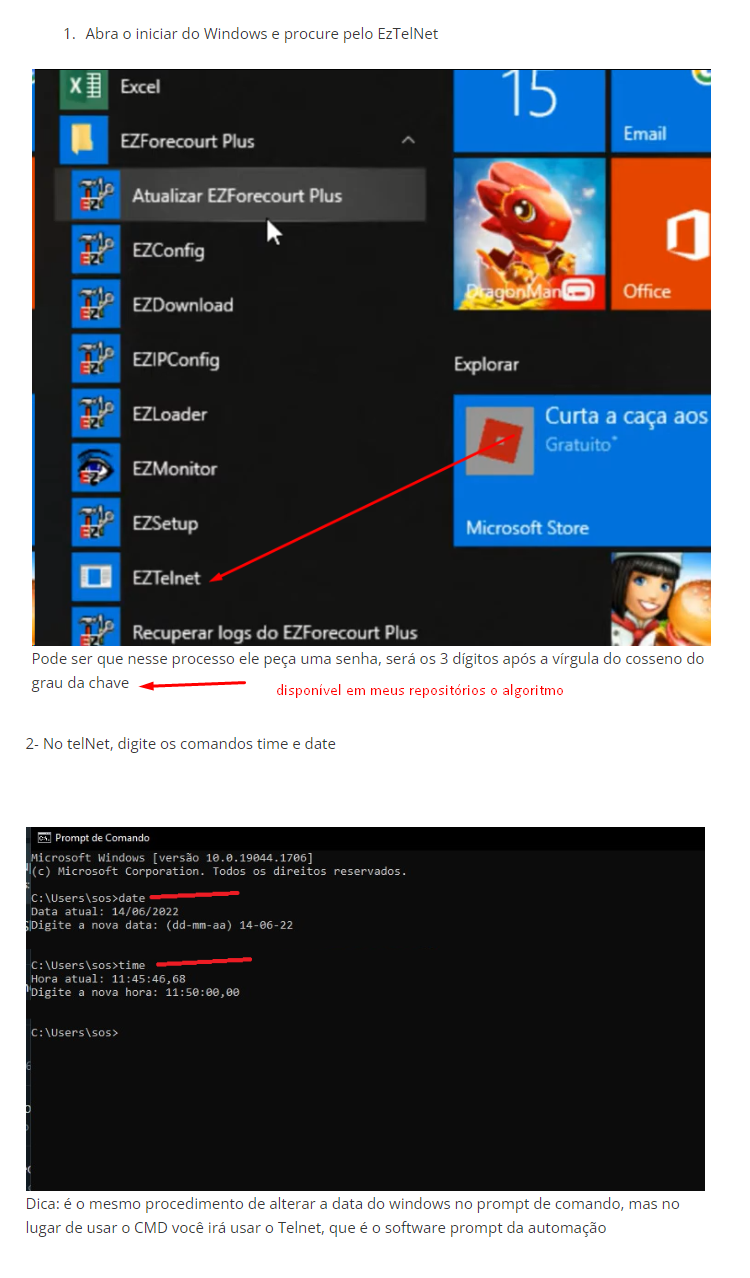 1. Abra o iniciar do Windows e procure pelo EzTelNet
Excel
15
Email
EZForecourt Plus
Atualizar EZForecourt Plus
EZConfig
EZDownload
DragonMan
Office
EZIPConfig
Explorar
EZLoader
Curta a caça aos
Gratuito*
EZMonitor
EZSetup
Microsoft Store
EZTelnet
Recuperar logs do EZForecourt Plus
Pode ser que nesse processo ele peça uma senha, será os 3 dígitos após a vírgula do cosseno do
grau da chave
disponível em meus repositórios o algoritmo
2- No telNet, digite os comandos time e date
Prompt de Comando
Microsoft Windows [versão 10.0.19044.1706]
(c) Microsoft Corporation. Todos os direitos reservados.
C:\Users\sos>date
Data atual: 14/06/2022
Digite a nova data: (dd-mm-aa) 14-06-22
C:\Users\sos>time
Hora atual: 11:45:46,68
Digite a nova hora: 11:50:00,00
C:\Users\sos>
Dica: é o mesmo procedimento de alterar a data do windows no prompt de comando, mas no
lugar de usar o CMD você irá usar o Telnet, que é o software prompt da automação